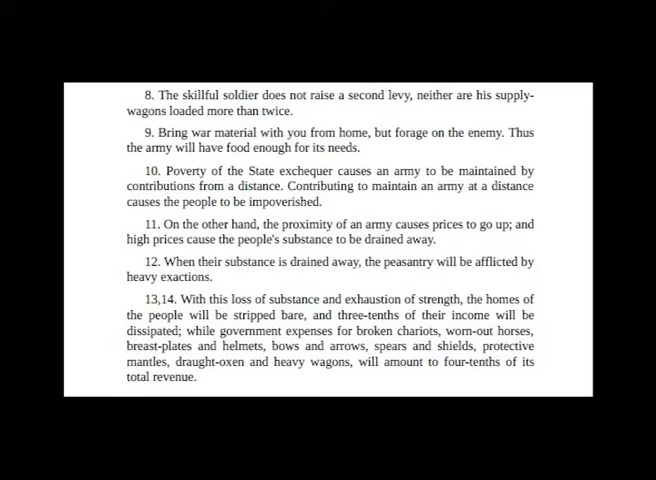 8. The skillful soldier does not raise a second levy, neither are his supply-
wagons loaded more than twice.
9. Bring war material with you from home, but forage on the enemy. Thus
the army will have food enough for its needs.
10. Poverty of the State exchequer causes an army to be maintained by
contributions from a distance. Contributing to maintain an army at a distance
causes the people to be impoverished.
11. On the other hand, the proximity of an army causes prices to go up; and
high prices cause the people's substance to be drained away.
12. When their substance is drained away, the peasantry will be afflicted by
heavy exactions.
13,14. With this loss of substance and exhaustion of strength, the homes of
the people will be stripped bare, and three-tenths of their income will be
dissipated; while government expenses for broken chariots, worn-out horses,
breast-plates and helmets, bows and arrows, spears and shields, protective
mantles, draught-oxen and heavy wagons, will amount to four-tenths of its
total revenue.